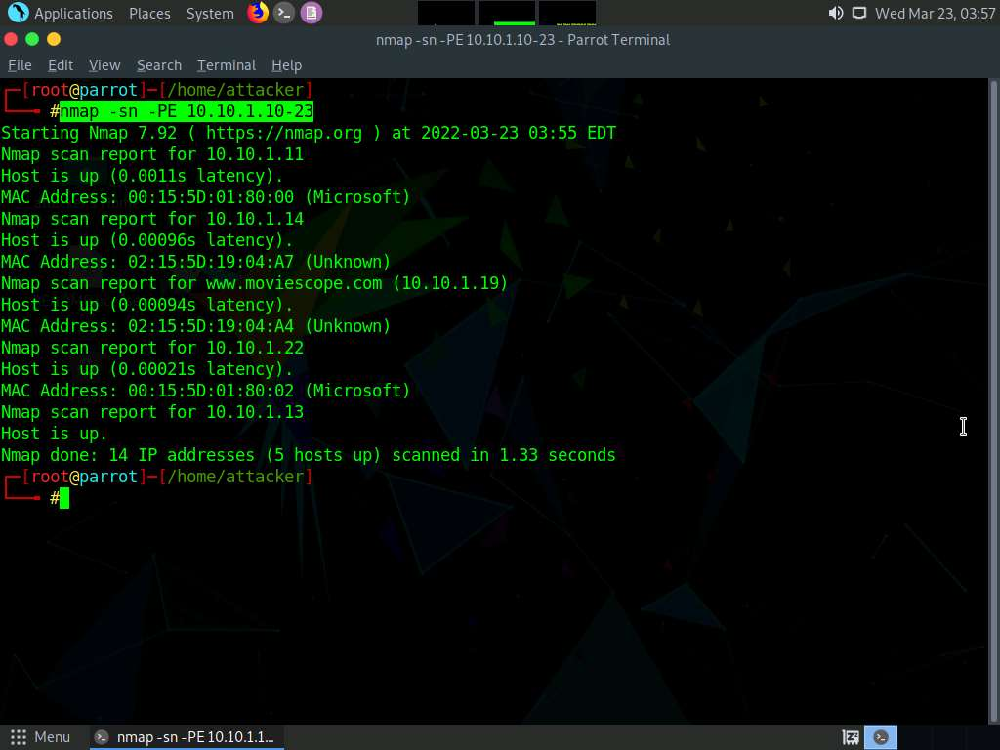 Applications Places System Wed Mar 23, 03:57
nmap -sn -PE 10.10.1.10-23 - Parrot Terminal
File Edit View Search Terminal Help
[root@parrot]─[/home/attacker]
#nmap -sn -PE 10.10.1.10-23
Starting Nmap 7.92 ( https://nmap.org ) at 2022-03-23 03:55 EDT
Nmap scan report for 10.10.1.11
Host is up (0.0011s latency).
MAC Address: 00:15:5D:01:80:00 (Microsoft)
Nmap scan report for 10.10.1.14
Host is up (0.00096s latency).
MAC Address: 02:15:5D:19:04:A7 (Unknown)
Nmap scan report for www.moviescope.com (10.10.1.19)
Host is up (0.00094s latency).
MAC Address: 02:15:5D:19:04:A4 (Unknown)
Nmap scan report for 10.10.1.22
Host is up (0.00021s latency).
MAC Address: 00:15:5D:01:80:02 (Microsoft)
Nmap scan report for 10.10.1.13
Host is up.
Nmap done: 14 IP addresses (5 hosts up) scanned in 1.33 seconds
[root@parrot]─[/home/attacker]
#
Menu nmap -sn -PE 10.10.1.1...